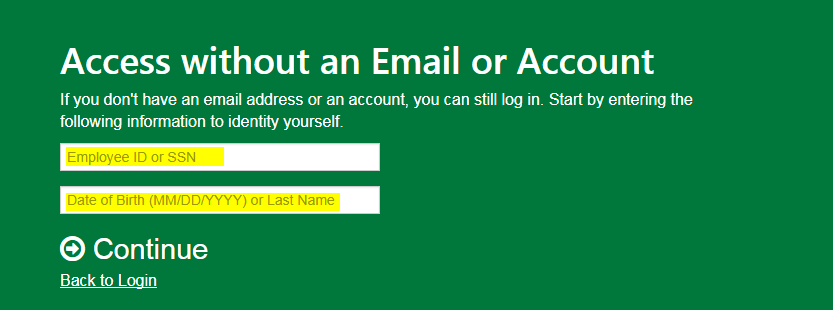 Access without an Email or Account
If you don't have an email address or an account, you can still log in. Start by entering the
following information to identity yourself.
Employee ID or SSN
Date of Birth (MM/DD/YYYY) or Last Name
Continue
Back to Login